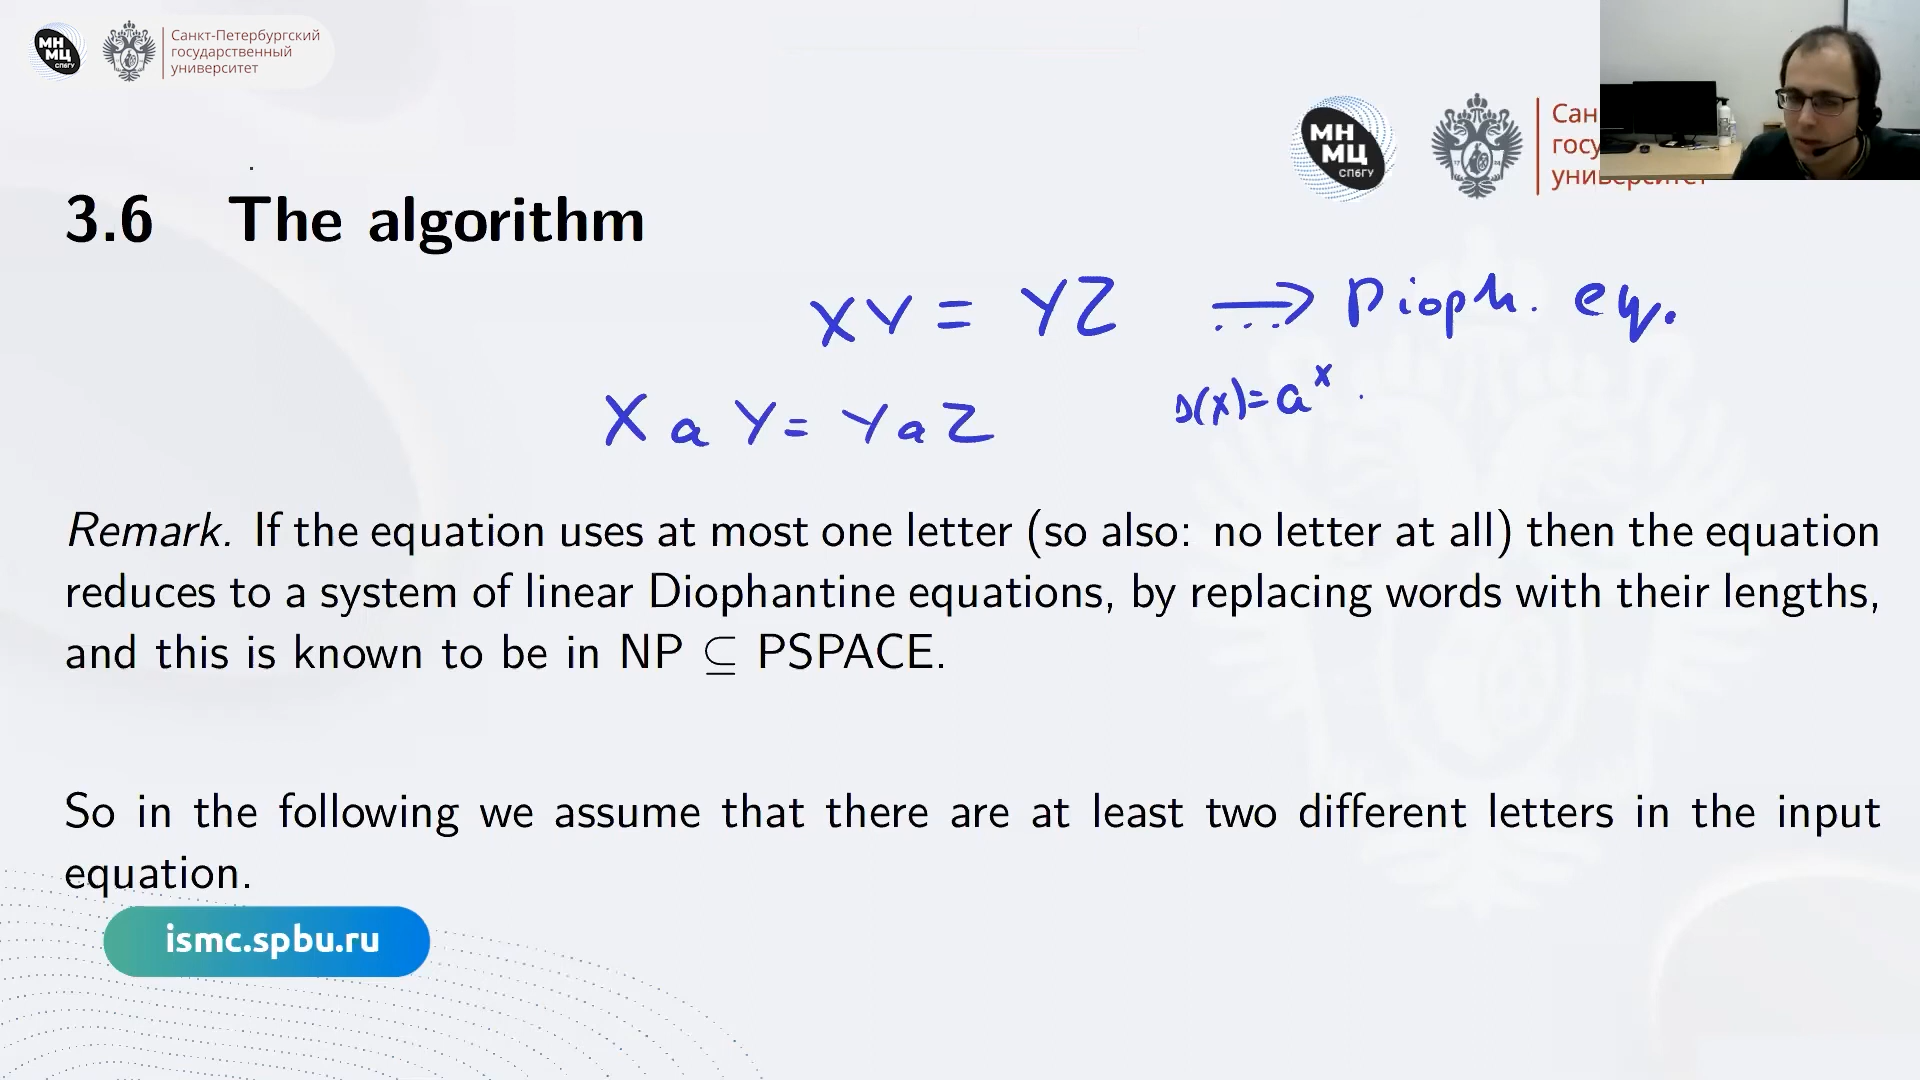 МН
МЦ
СПбГУ
Санкт-Петербургский
государственный
университет
МН
МЦ
СПбГУ
3.6 The algorithm
XY = YZ → Dioph. eq.
X a Y = Y a Z
s(X) = a^x
Remark. If the equation uses at most one letter (so also: no letter at all) then the equation
reduces to a system of linear Diophantine equations, by replacing words with their lengths,
and this is known to be in NP ⊆ PSPACE.
So in the following we assume that there are at least two different letters in the input
equation.
ismc.spbu.ru